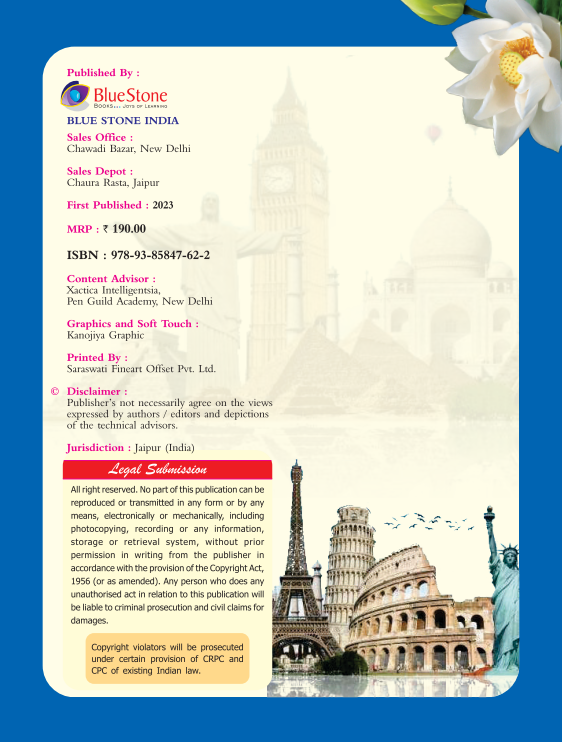 Published By :
BlueStone
BOOKS... JOYS OF LEARNING
BLUE STONE INDIA
Sales Office :
Chawadi Bazar, New Delhi
Sales Depot :
Chaura Rasta, Jaipur
First Published : 2023
MRP : ₹ 190.00
ISBN : 978-93-85847-62-2
Content Advisor :
Xactica Intelligentsia,
Pen Guild Academy, New Delhi
Graphics and Soft Touch :
Kanojiya Graphic
Printed By :
Saraswati Fineart Offset Pvt. Ltd.
© Disclaimer :
Publisher's not necessarily agree on the views
expressed by authors / editors and depictions
of the technical advisors.
Jurisdiction : Jaipur (India)
Legal Submission
All right reserved. No part of this publication can be
reproduced or transmitted in any form or by any
means, electronically or mechanically, including
photocopying, recording or any information,
storage or retrieval system, without prior
permission in writing from the publisher in
accordance with the provision of the Copyright Act,
1956 (or as amended). Any person who does any
unauthorised act in relation to this publication will
be liable to criminal prosecution and civil claims for
damages.
Copyright violators will be prosecuted
under certain provision of CRPC and
CPC of existing Indian law.